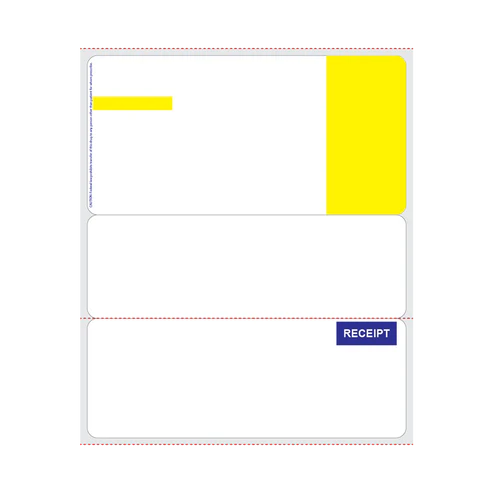 CAUTION: Federal law prohibits transfer of this drug to any person other than patient for whom prescribed.
RECEIPT